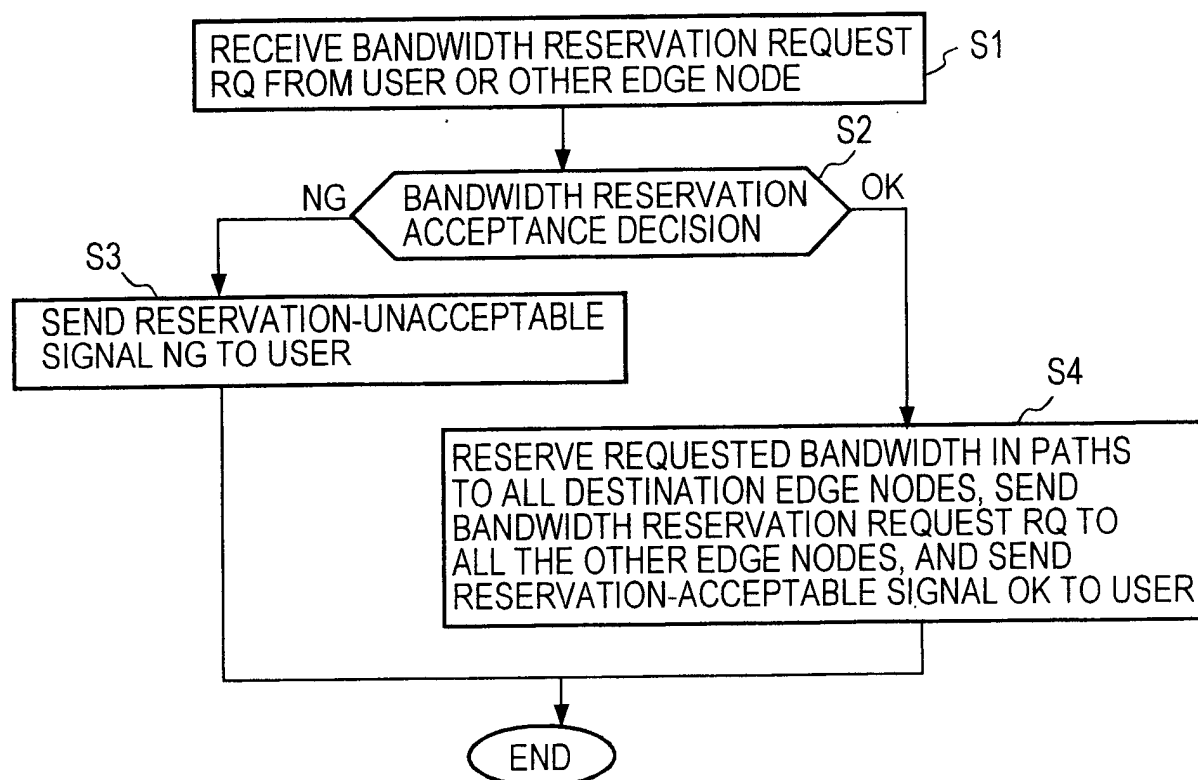 RECEIVE BANDWIDTH RESERVATION REQUEST
RQ FROM USER OR OTHER EDGE NODE
S1
S2
NG
BANDWIDTH RESERVATION
ACCEPTANCE DECISION
OK
S3
SEND RESERVATION-UNACCEPTABLE
SIGNAL NG TO USER
S4
RESERVE REQUESTED BANDWIDTH IN PATHS
TO ALL DESTINATION EDGE NODES, SEND
BANDWIDTH RESERVATION REQUEST RQ TO
ALL THE OTHER EDGE NODES, AND SEND
RESERVATION-ACCEPTABLE SIGNAL OK TO USER
END